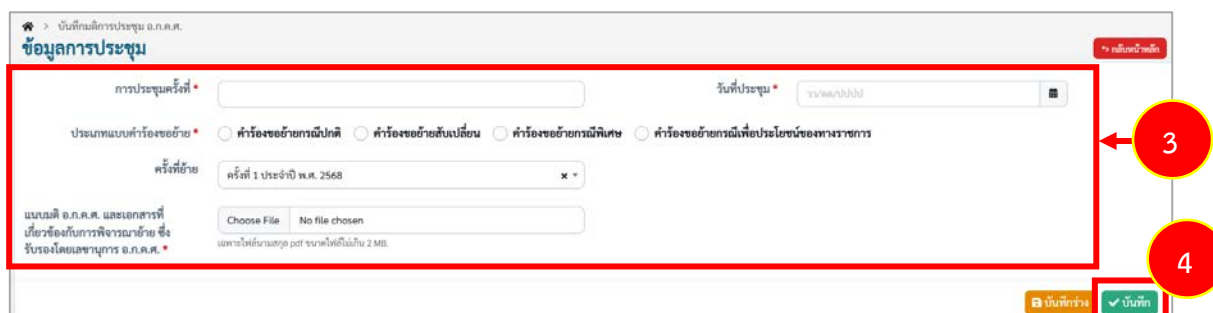 > บันทึกมติการประชุม อ.ก.ค.ศ.
ข้อมูลการประชุม
กลับหน้าหลัก
การประชุมครั้งที่ *
วันที่ประชุม *
วว/ดด/ปปปป
ประเภทแบบคำร้องขอย้าย *
คำร้องขอย้ายกรณีปกติ
คำร้องขอย้ายสับเปลี่ยน
คำร้องขอย้ายกรณีพิเศษ
คำร้องขอย้ายกรณีเพื่อประโยชน์ของทางราชการ
3
ครั้งที่ย้าย
ครั้งที่ 1 ประจำปี พ.ศ. 2568
แนบมติ อ.ก.ค.ศ. และเอกสารที่
เกี่ยวข้องกับการพิจารณาย้าย ซึ่ง
รับรองโดยเลขานุการ อ.ก.ค.ศ. *
Choose File No file chosen
เฉพาะไฟล์นามสกุล pdf ขนาดไฟล์ไม่เกิน 2 MB.
4
บันทึกร่าง
บันทึก